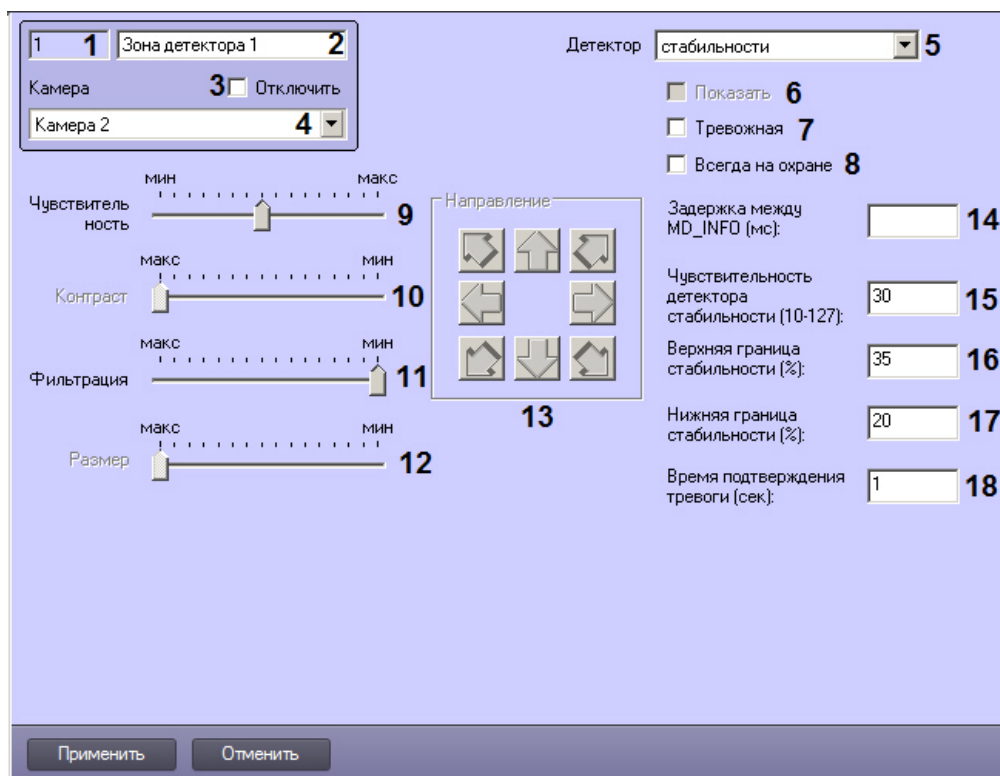 1 1 Зона детектора 1 2
Камера 3 Отключить
Камера 2 4
Детектор стабильности 5
Показать 6
Тревожная 7
Всегда на охране 8
мин макс
Чувствитель
ность 9
макс мин
Контраст 10
макс мин
Фильтрация 11
макс мин
Размер 12
Направление
13
Задержка между
MD_INFO (мс): 14
Чувствительность
детектора
стабильности (10-127): 30 15
Верхняя граница
стабильности (%): 35 16
Нижняя граница
стабильности (%): 20 17
Время подтверждения
тревоги (сек): 1 18
Применить Отменить